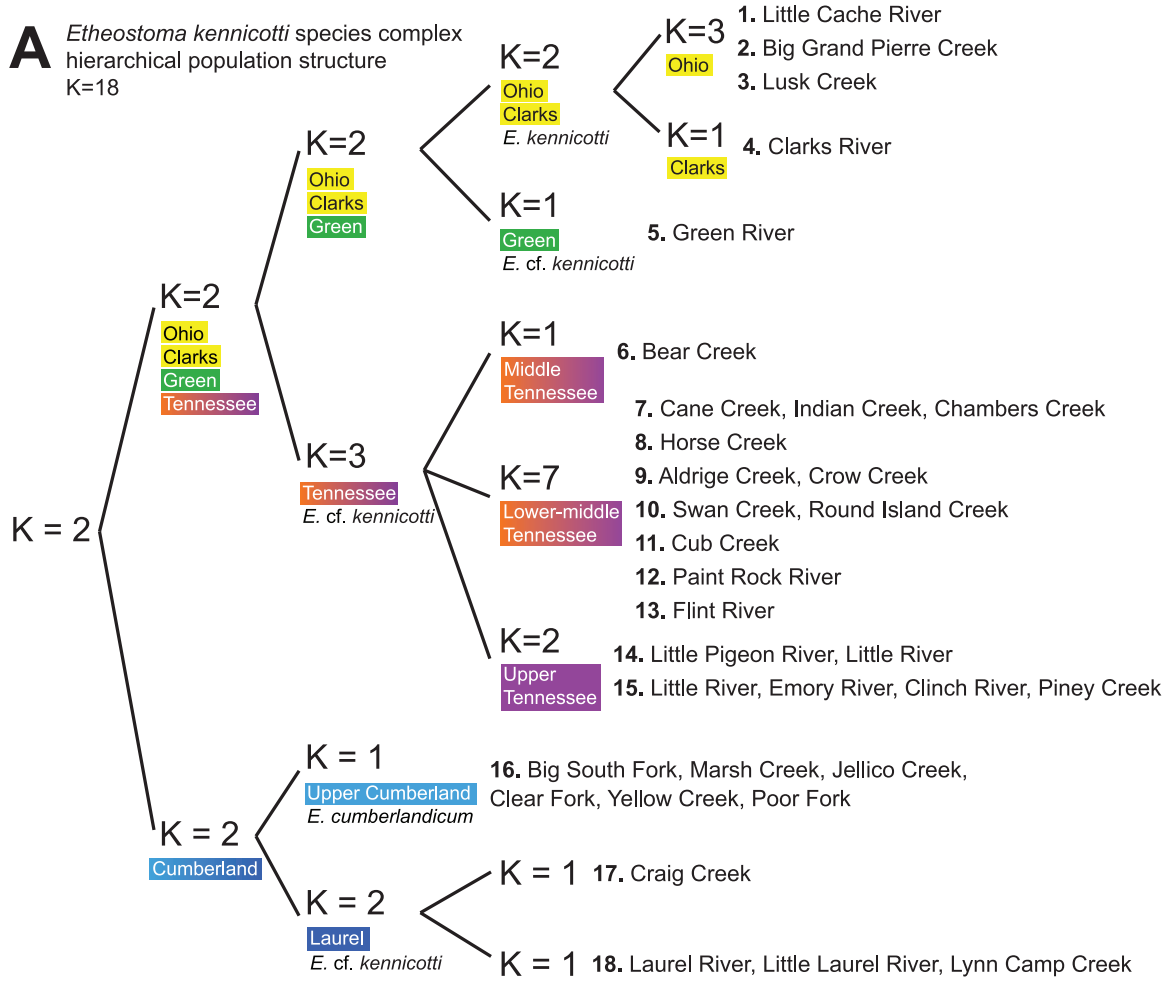 A
Etheostoma kennicotti species complex
hierarchical population structure
K=18
K = 2
K=2
Ohio
Clarks
Green
Tennessee
K=2
Ohio
Clarks
Green
K=2
Ohio
Clarks
E. kennicotti
K=3
Ohio
1. Little Cache River
2. Big Grand Pierre Creek
3. Lusk Creek
K=1
Clarks
4. Clarks River
K=1
Green
E. cf. kennicotti
5. Green River
K=3
Tennessee
E. cf. kennicotti
K=1
Middle
Tennessee
6. Bear Creek
K=7
Lower-middle
Tennessee
7. Cane Creek, Indian Creek, Chambers Creek
8. Horse Creek
9. Aldrige Creek, Crow Creek
10. Swan Creek, Round Island Creek
11. Cub Creek
12. Paint Rock River
13. Flint River
K=2
Upper
Tennessee
14. Little Pigeon River, Little River
15. Little River, Emory River, Clinch River, Piney Creek
K = 2
Cumberland
K = 1
Upper Cumberland
E. cumberlandicum
16. Big South Fork, Marsh Creek, Jellico Creek,
Clear Fork, Yellow Creek, Poor Fork
K = 2
Laurel
E. cf. kennicotti
K = 1
17. Craig Creek
K = 1
18. Laurel River, Little Laurel River, Lynn Camp Creek